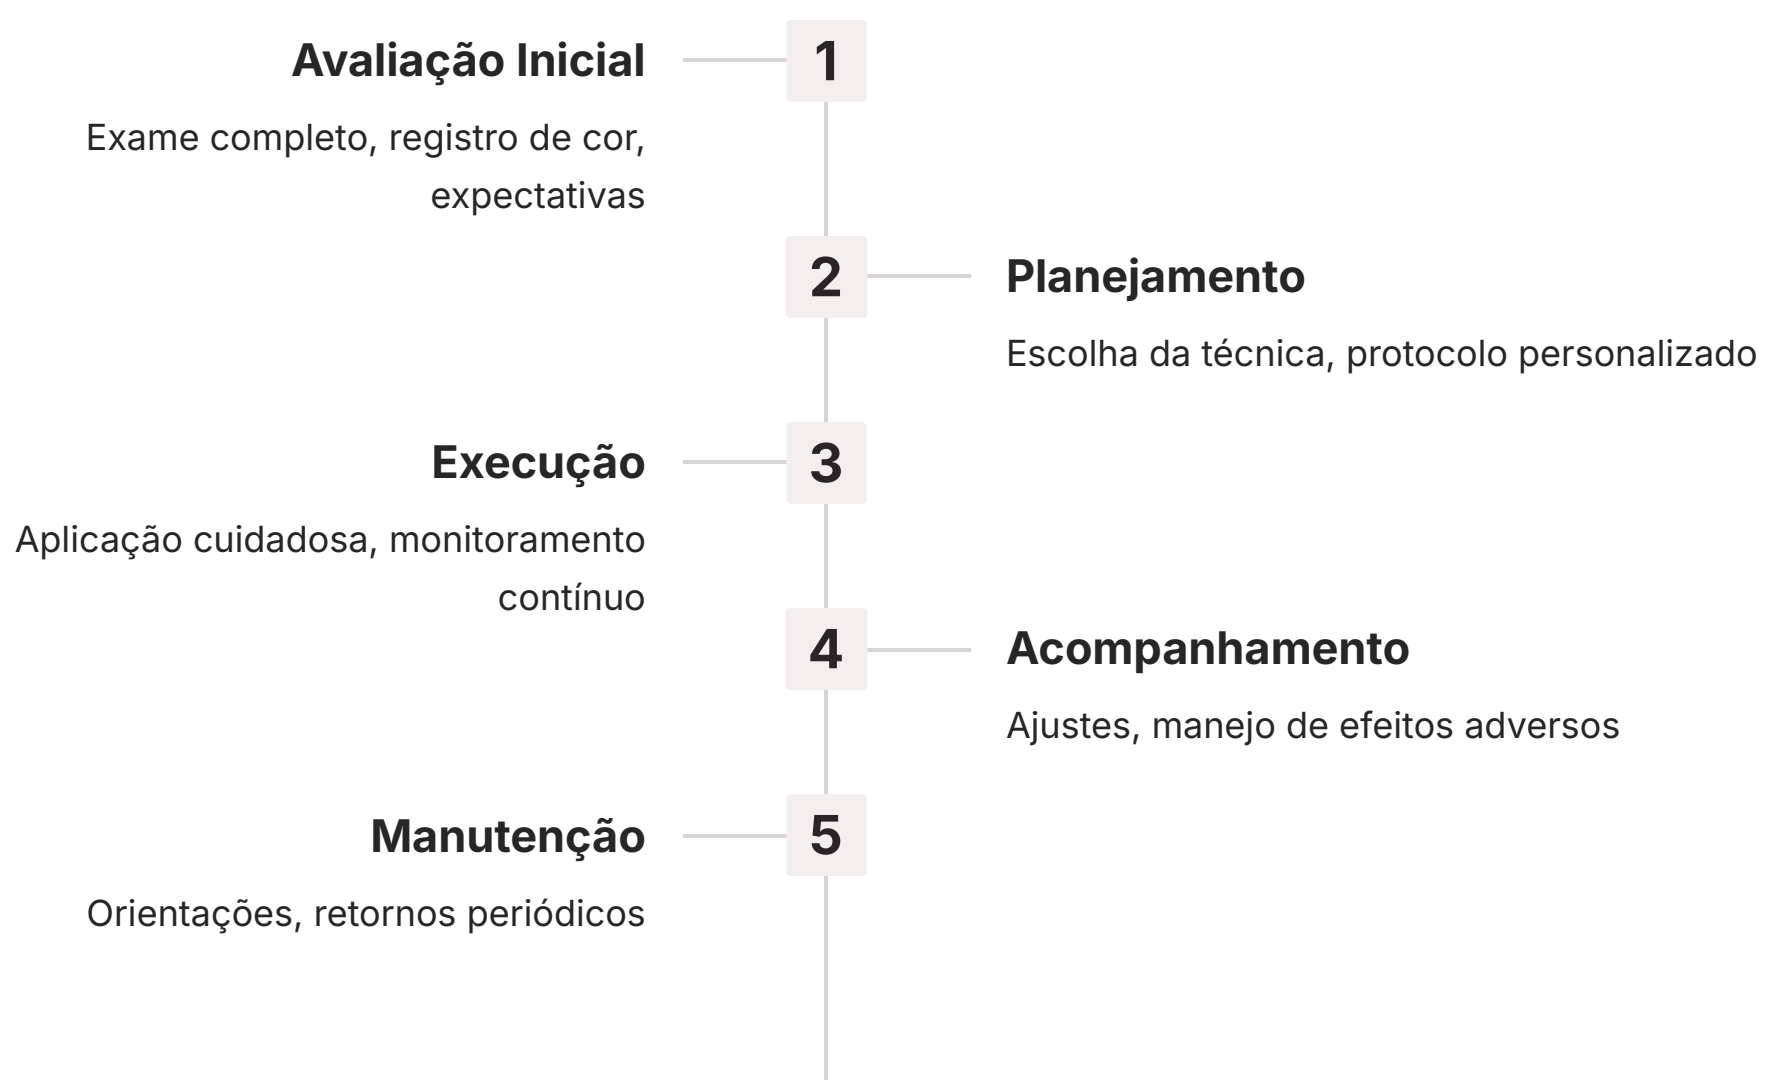 1
Avaliação Inicial
Exame completo, registro de cor,
expectativas
2
Planejamento
Escolha da técnica, protocolo personalizado
3
Execução
Aplicação cuidadosa, monitoramento
contínuo
4
Acompanhamento
Ajustes, manejo de efeitos adversos
5
Manutenção
Orientações, retornos periódicos